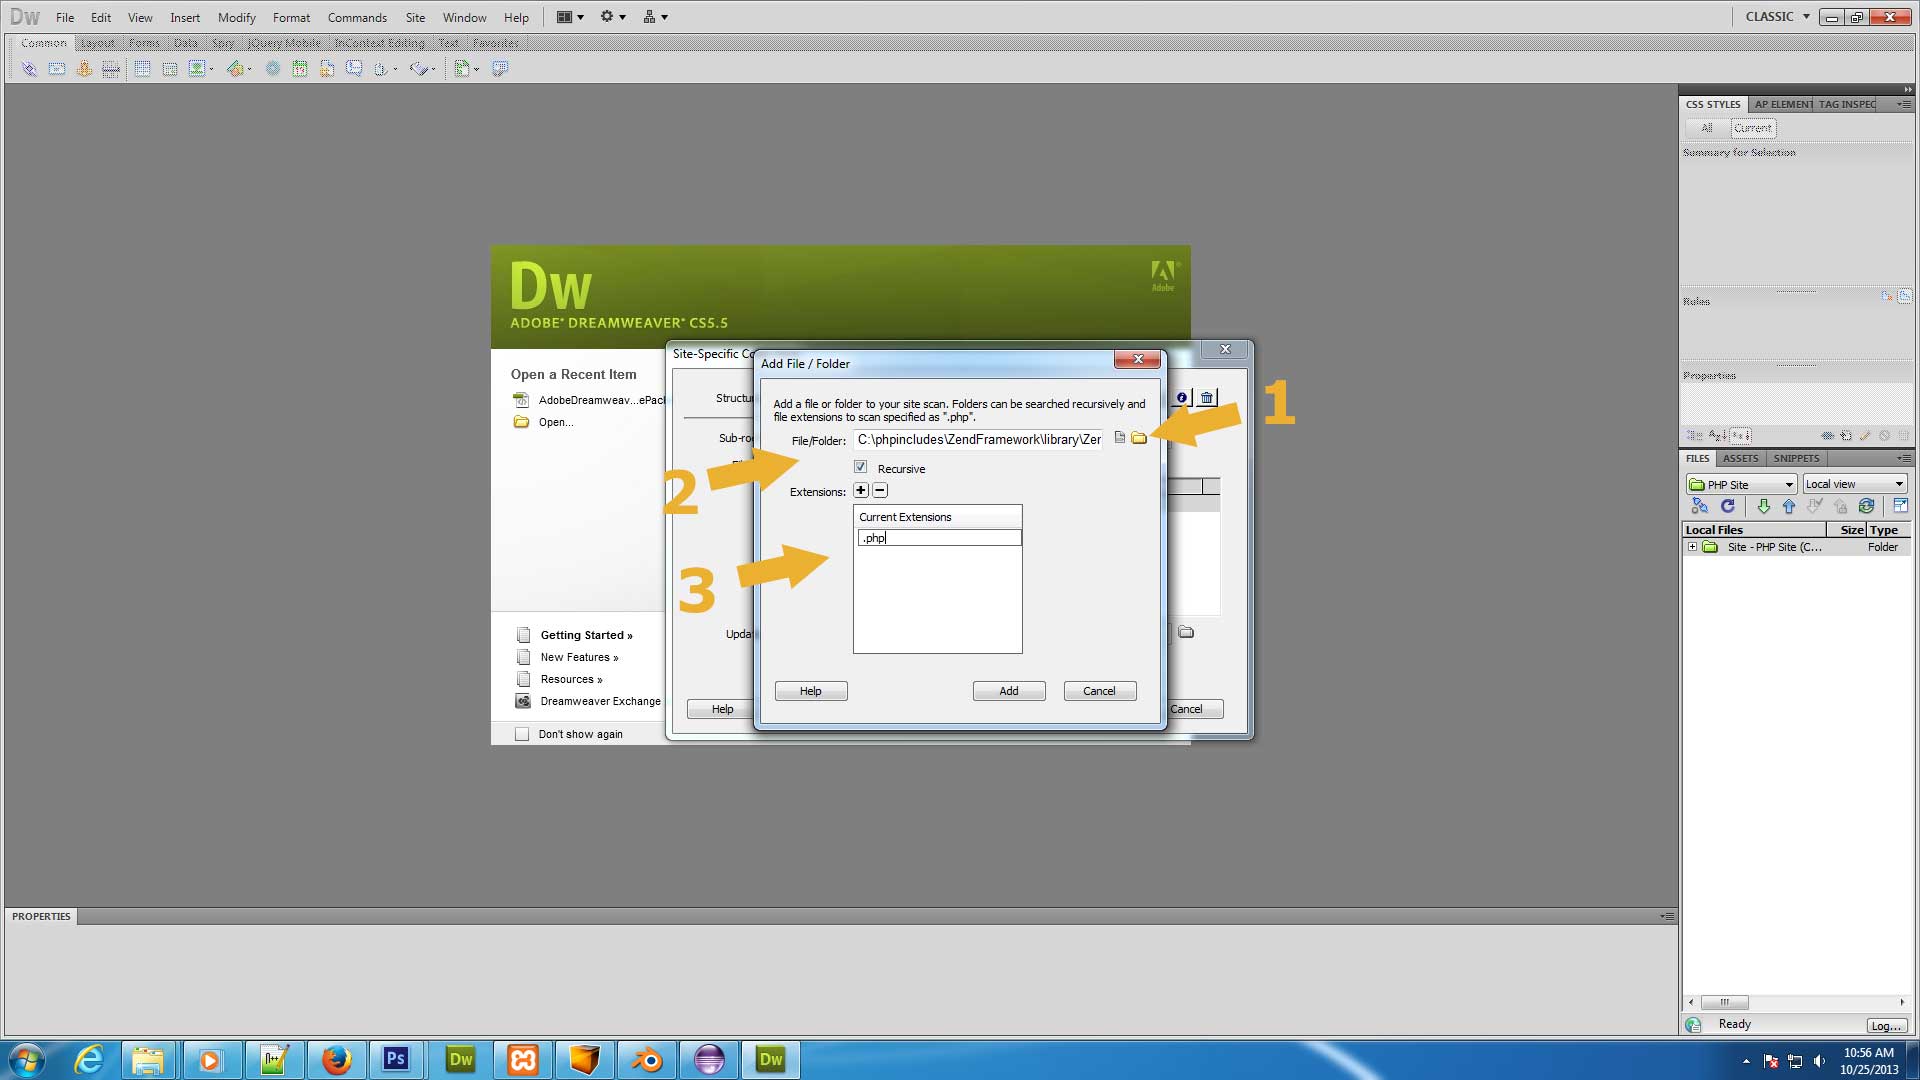 Dw File Edit View Insert Modify Format Commands Site Window Help CLASSIC
Common Layout Forms Data Spry jQuery Mobile InContext Editing Text Favorites
CSS STYLES AP ELEMENT TAG INSPEC
All Current
Summary for Selection
Rules
Properties
Dw
Adobe
ADOBE® DREAMWEAVER® CS5.5
Open a Recent Item
AdobeDreamweav...ePack
Open...
Getting Started »
New Features »
Resources »
Dreamweaver Exchange
Don't show again
Site-Specific Co
Structu
Sub-ro
Upda
Help
Cancel
Add File / Folder
Add a file or folder to your site scan. Folders can be searched recursively and
file extensions to scan specified as ".php".
File/Folder: C:\phpincludes\ZendFramework\library\Zer
Recursive
Extensions:
Current Extensions
.php
Help Add Cancel
1
2
3
FILES ASSETS SNIPPETS
PHP Site Local view
Local Files Size Type
Site - PHP Site (C... Folder
Ready Log...
PROPERTIES
Ps Dw Dw
10:56 AM
10/25/2013